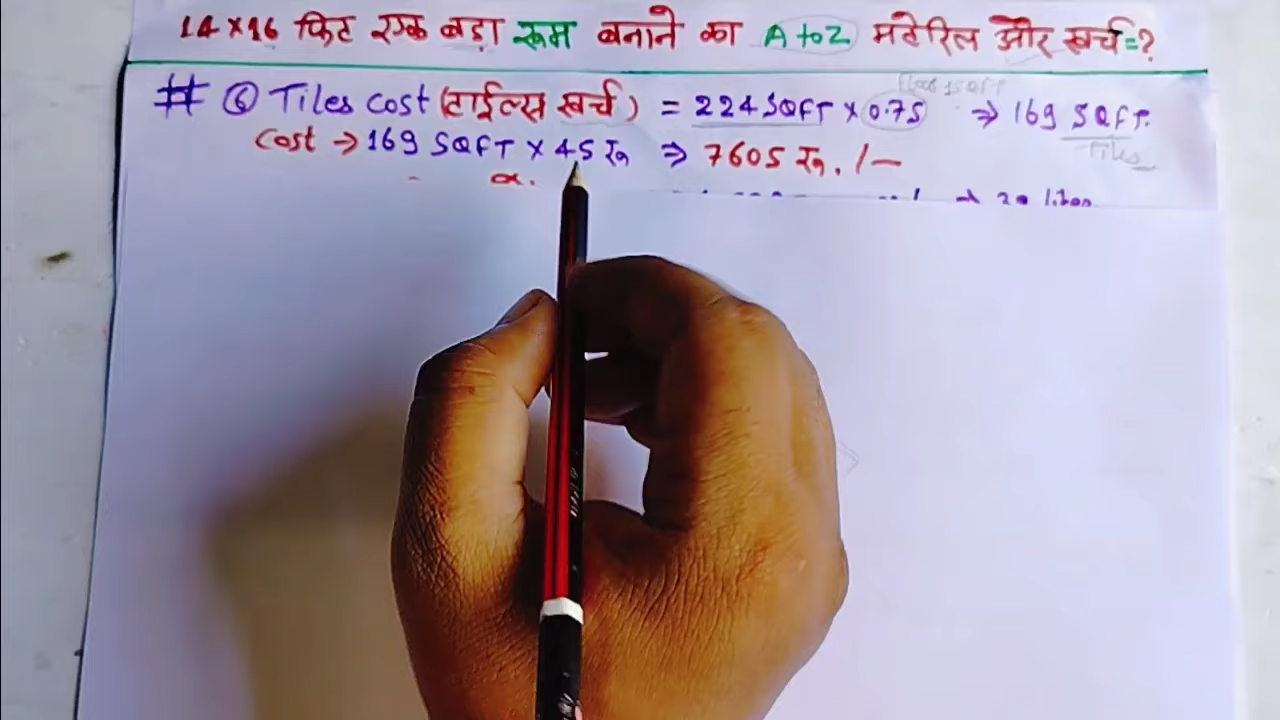 14×16 फिट एक बड़ा रूम बनाने का A to Z मटेरिल और खर्च=?
# ⑥ Tiles Cost (टाईल्स खर्च) = 224 SQFT × 0.75 ⇒ 169 SQFT.
Tiles
Cost → 169 SQFT × 45 रु ⇒ 7605 रु. /-